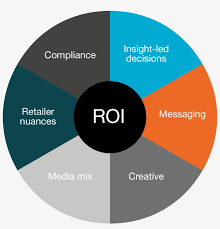 Compliance
Insight-led
decisions
Retailer
nuances
ROI
Messaging
Media mix
Creative